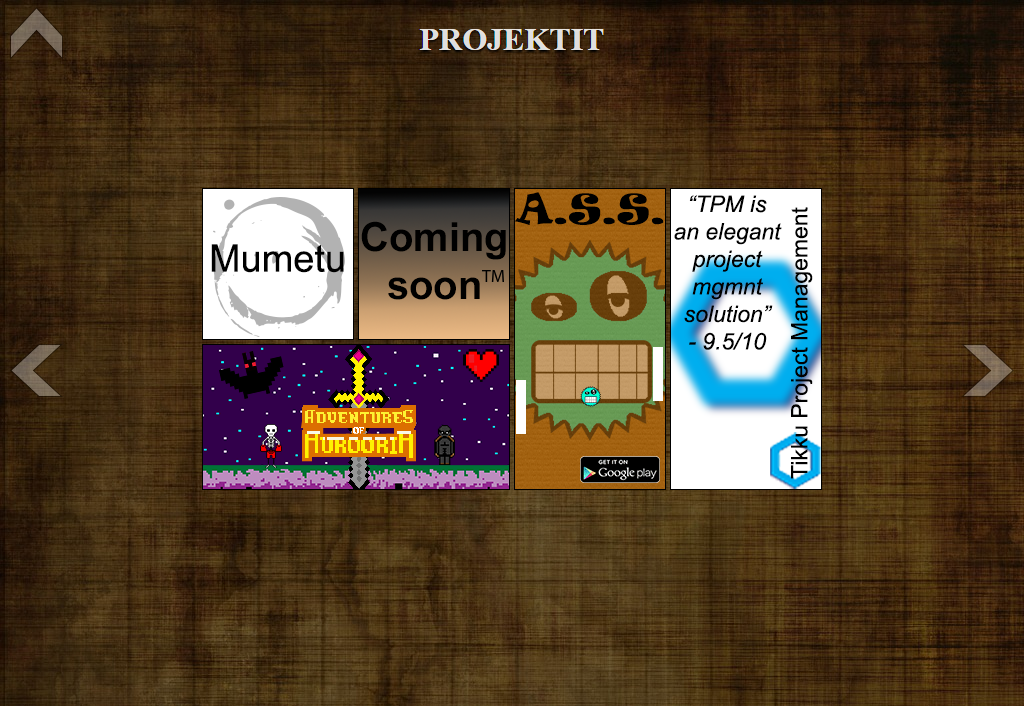 PROJEKTIT
Mumetu
Coming
soon™
A.S.S.
GET IT ON
Google play
“TPM is
an elegant
project
mgmnt
solution”
- 9.5/10
Tikku Project Management
ADVENTURES
OF
AUROORIA